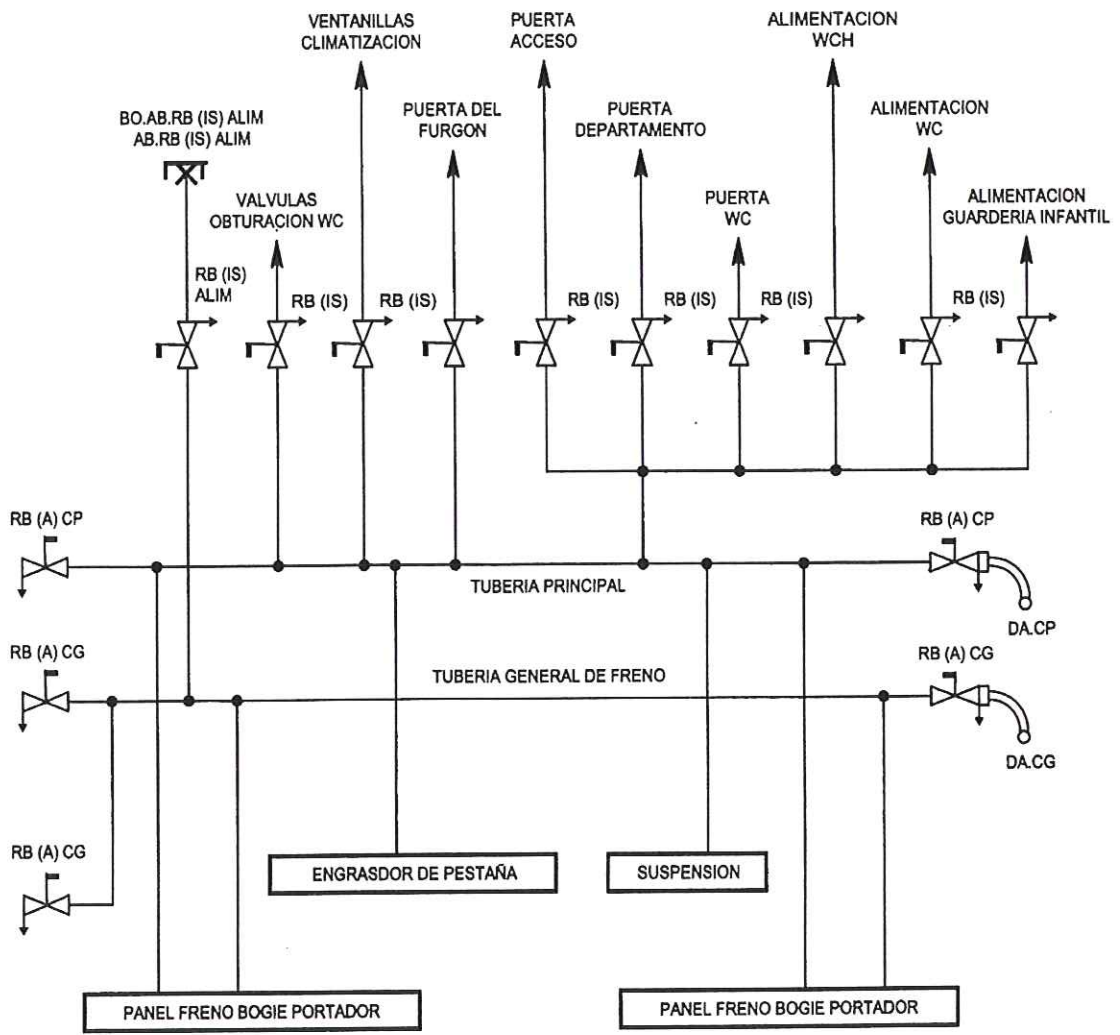 VENTANILLAS
CLIMATIZACION
PUERTA
ACCESO
ALIMENTACION
WCH
BO.AB.RB (IS) ALIM
AB.RB (IS) ALIM
PUERTA DEL
FURGON
PUERTA
DEPARTAMENTO
ALIMENTACION
WC
VALVULAS
OBTURACION WC
PUERTA
WC
ALIMENTACION
GUARDERIA INFANTIL
RB (IS)
ALIM
RB (IS)
RB (IS)
RB (IS)
RB (IS)
RB (IS)
RB (IS)
RB (A) CP
RB (A) CP
TUBERIA PRINCIPAL
DA.CP
RB (A) CG
TUBERIA GENERAL DE FRENO
RB (A) CG
DA.CG
RB (A) CG
ENGRASDOR DE PESTAÑA
SUSPENSION
PANEL FRENO BOGIE PORTADOR
PANEL FRENO BOGIE PORTADOR